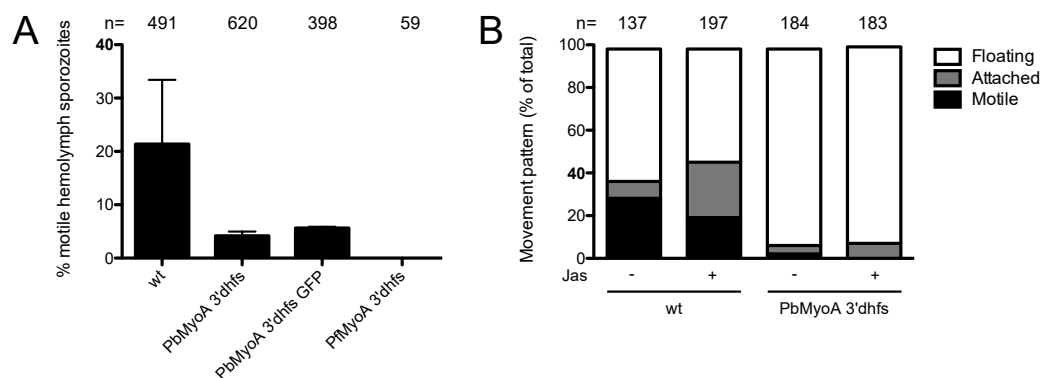 A
n= 491 620 398 59
% motile hemolymph sporozoites
40
30
20
10
0
wt
PbMyoA 3'dhfs
PbMyoA 3'dhfs GFP
PfMyoA 3'dhfs
B
n= 137 197 184 183
Movement pattern (% of total)
100
80
60
40
20
0
Jas - + - +
wt PbMyoA 3'dhfs
Floating
Attached
Motile